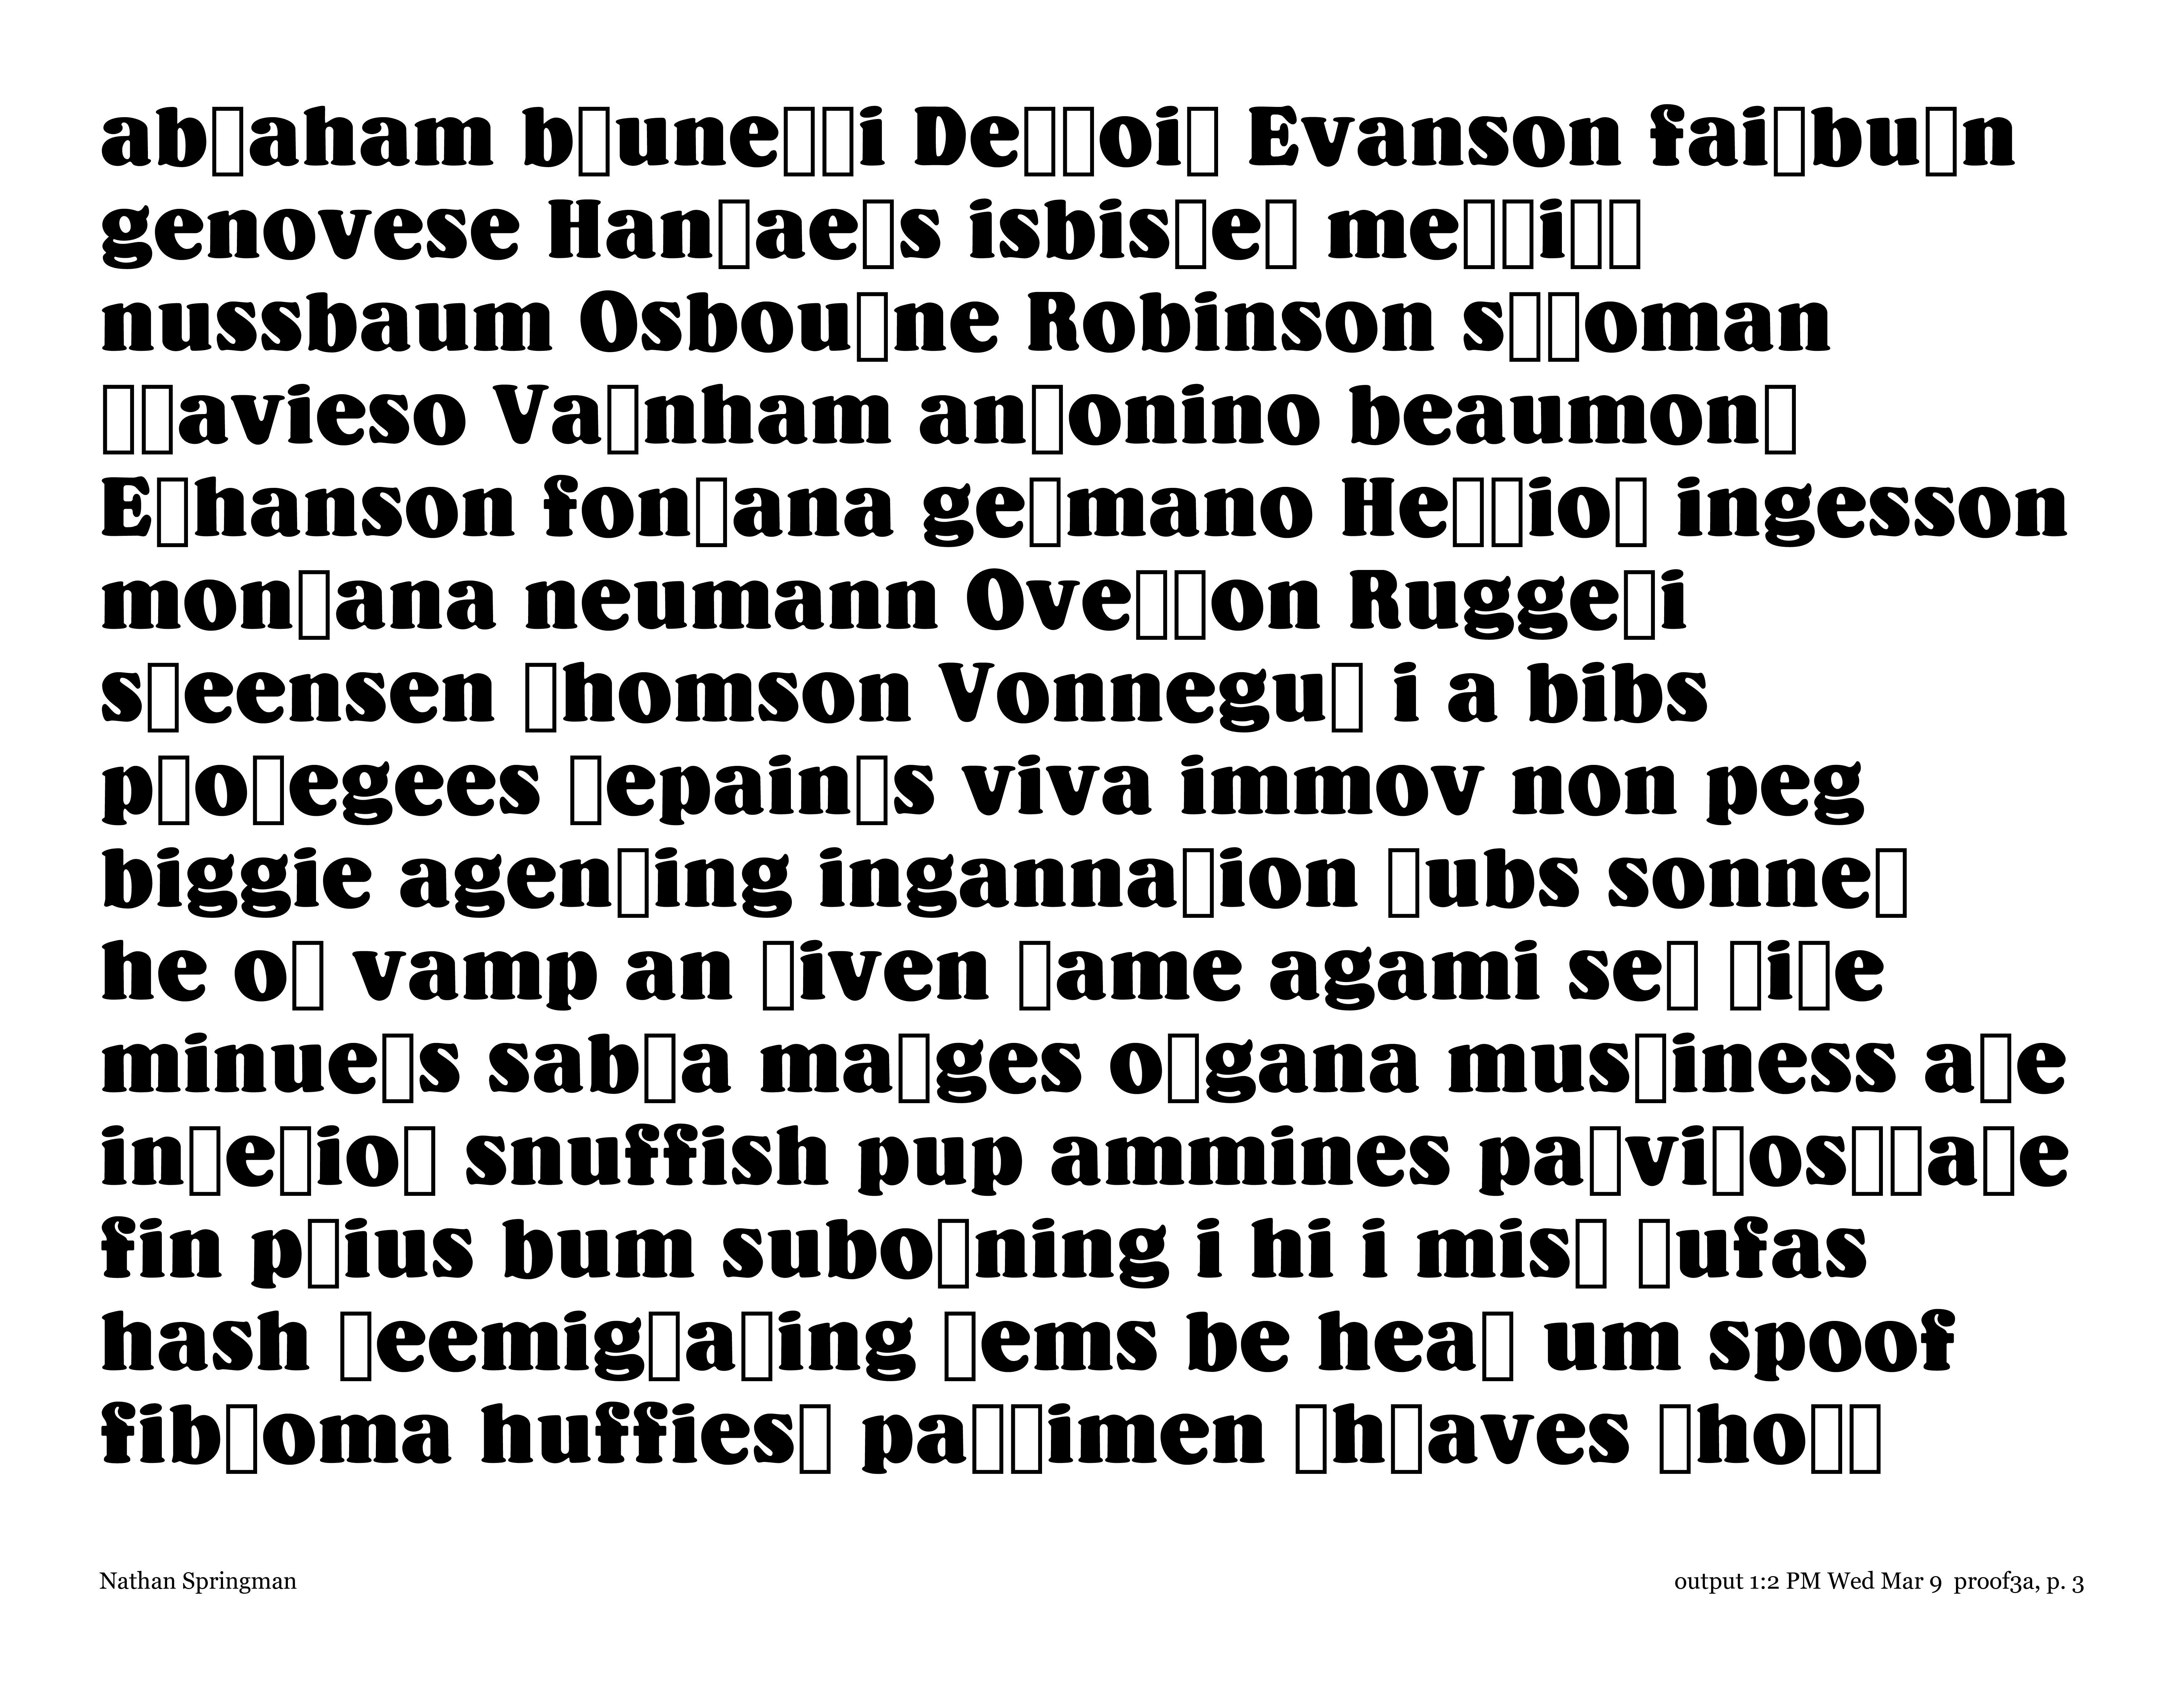 ab▯aham b▯une▯▯i De▯▯oi▯ Evanson fai▯bu▯n
genovese Han▯ae▯s isbis▯e▯ me▯▯i▯▯
nussbaum Osbou▯ne Robinson s▯▯oman
▯▯avieso Va▯nham an▯onino beaumon▯
E▯hanson fon▯ana ge▯mano He▯▯io▯ ingesson
mon▯ana neumann Ove▯▯on Rugge▯i
s▯eensen ▯homson Vonnegu▯ i a bibs
p▯o▯egees ▯epain▯s viva immov non peg
biggie agen▯ing inganna▯ion ▯ubs sonne▯
he o▯ vamp an ▯iven ▯ame agami se▯ ▯i▯e
minue▯s sab▯a ma▯ges o▯gana mus▯iness a▯e
in▯e▯io▯ snuffish pup ammines pa▯vi▯os▯▯a▯e
fin p▯ius bum subo▯ning i hi i mis▯ ▯ufas
hash ▯eemig▯a▯ing ▯ems be hea▯ um spoof
fib▯oma huffies▯ pa▯▯imen ▯h▯aves ▯ho▯▯
Nathan Springman output 1:2 PM Wed Mar 9 proof3a, p. 3